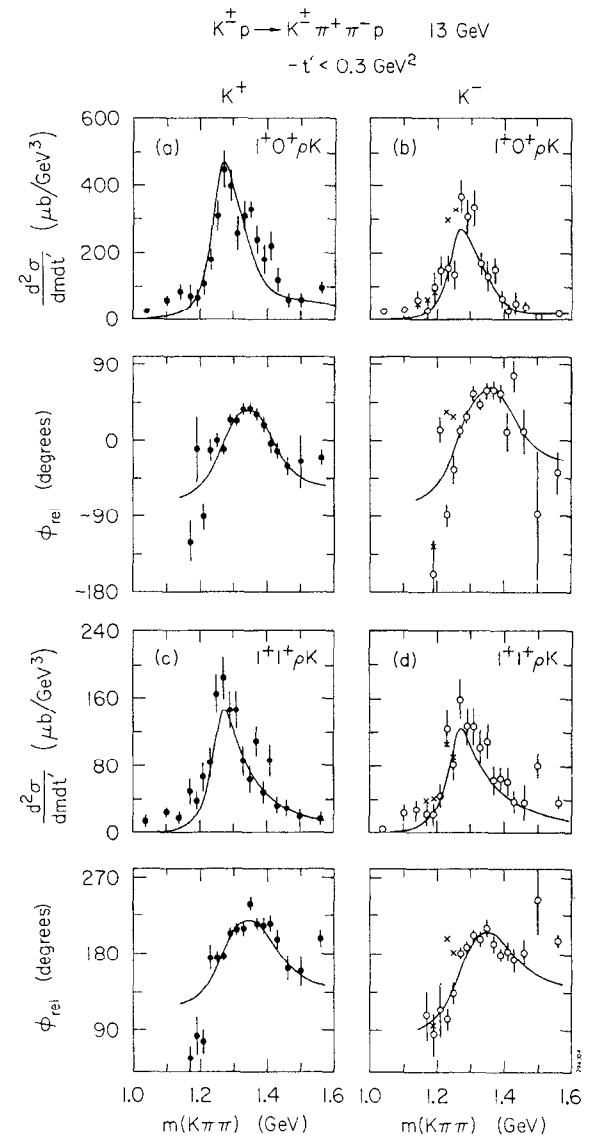 K±p → K±π+π−p 13 GeV
−t′ < 0.3 GeV²
K+ K−
(a) 1+0+ρK
(b) 1+0+ρK
d²σ/dmdt′ (μb/GeV³)
600
400
200
0
ϕrel (degrees)
90
0
-90
-180
(c) 1+1+ρK
(d) 1+1+ρK
d²σ/dmdt′ (μb/GeV³)
240
160
80
0
ϕrel (degrees)
270
180
90
1.0 1.2 1.4 1.6 1.0 1.2 1.4 1.6
m(Kππ) (GeV) m(Kππ) (GeV)